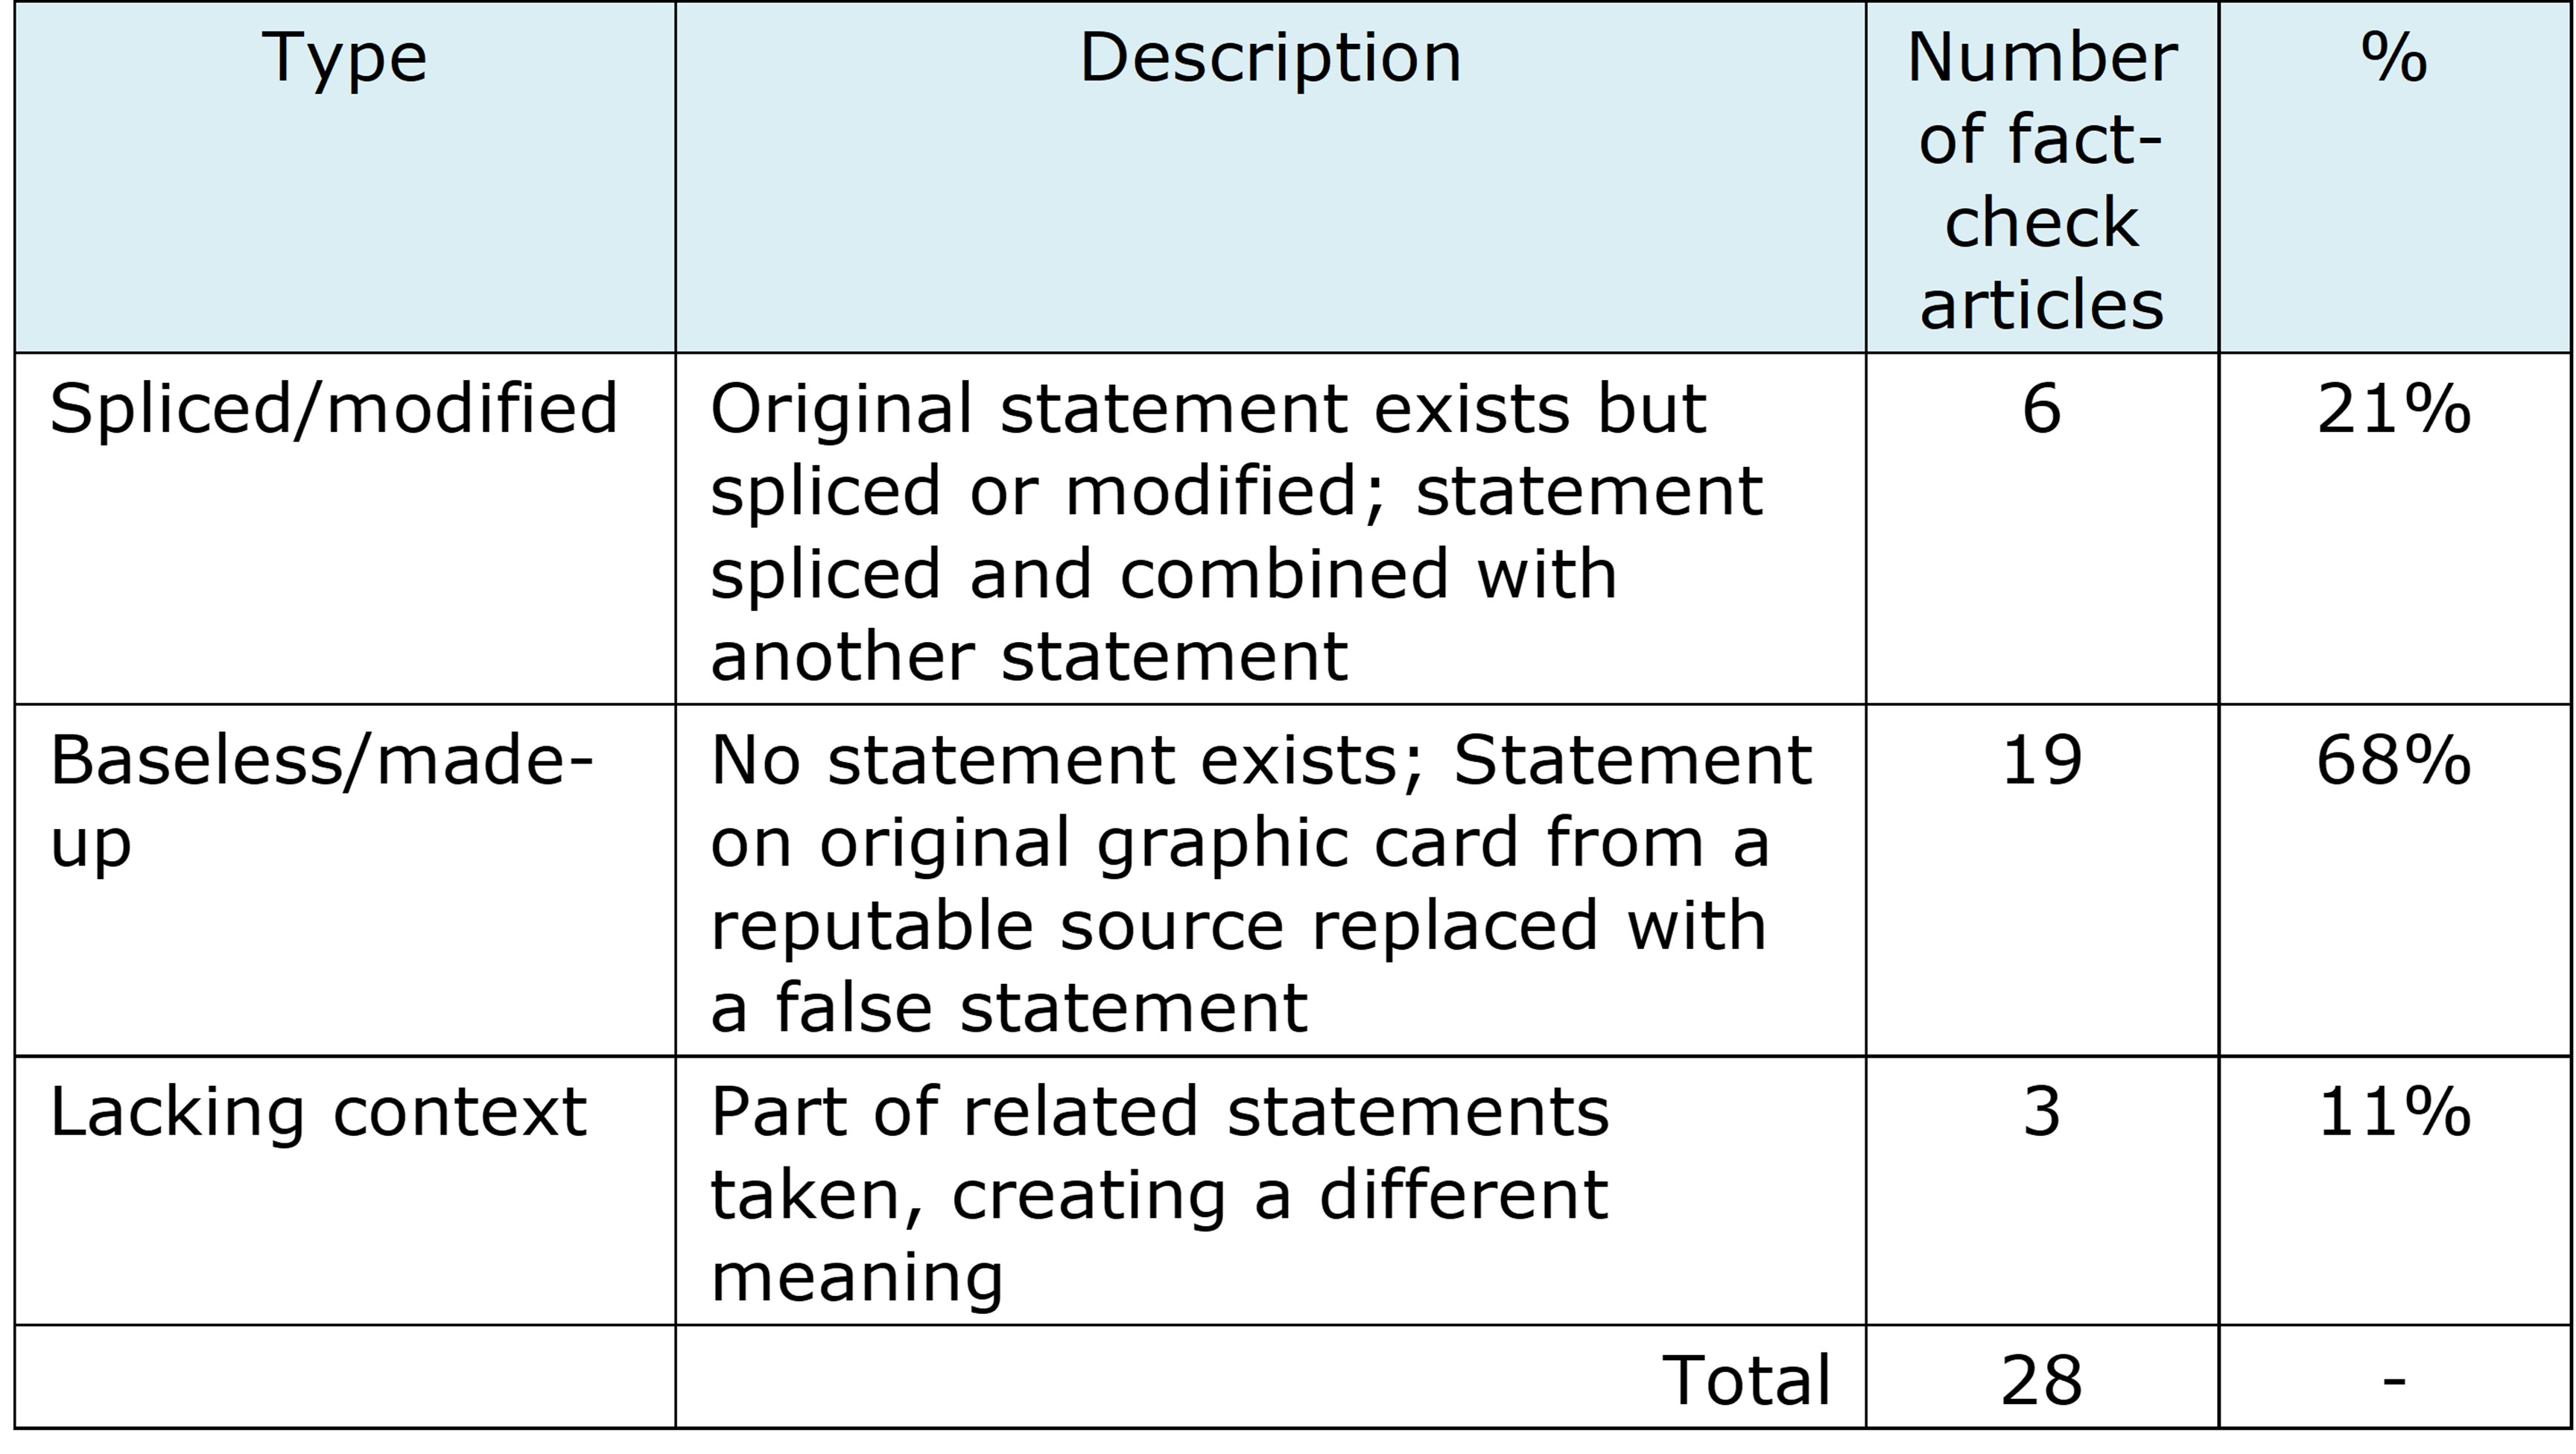 Type
Description
Number
of fact-
check
articles
%
Spliced/modified
Original statement exists but
spliced or modified; statement
spliced and combined with
another statement
6
21%
Baseless/made-
up
No statement exists; Statement
on original graphic card from a
reputable source replaced with
a false statement
19
68%
Lacking context
Part of related statements
taken, creating a different
meaning
3
11%
Total
28
-